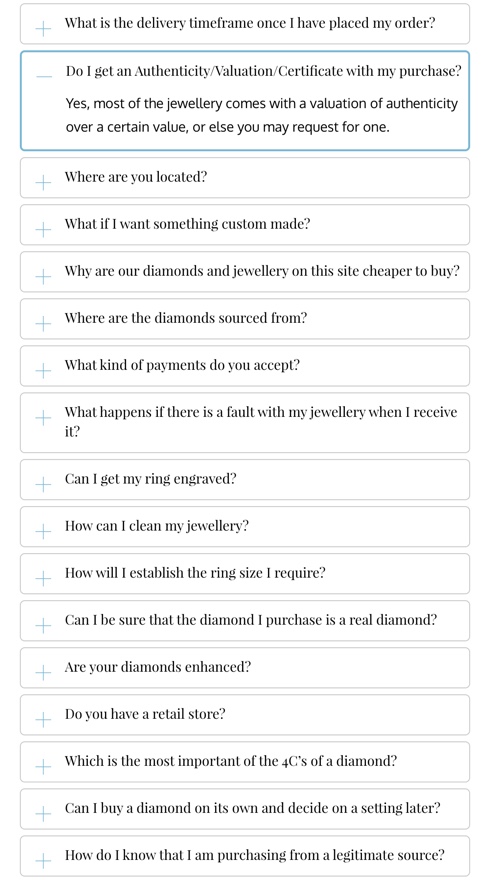 What is the delivery timeframe once I have placed my order?
Do I get an Authenticity/Valuation/Certificate with my purchase?
Yes, most of the jewellery comes with a valuation of authenticity
over a certain value, or else you may request for one.
Where are you located?
What if I want something custom made?
Why are our diamonds and jewellery on this site cheaper to buy?
Where are the diamonds sourced from?
What kind of payments do you accept?
What happens if there is a fault with my jewellery when I receive
it?
Can I get my ring engraved?
How can I clean my jewellery?
How will I establish the ring size I require?
Can I be sure that the diamond I purchase is a real diamond?
Are your diamonds enhanced?
Do you have a retail store?
Which is the most important of the 4C's of a diamond?
Can I buy a diamond on its own and decide on a setting later?
How do I know that I am purchasing from a legitimate source?